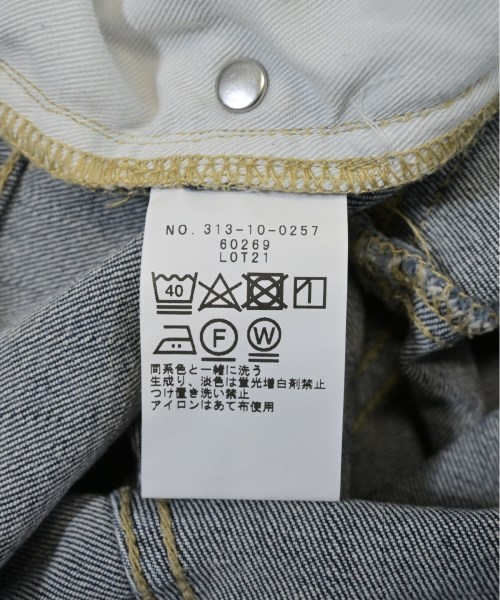 NO. 313-10-0257
60269
LOT21
40
F
W
同系色と一緒に洗う
生成り、淡色は蛍光増白剤禁止
つけ置き洗い禁止
アイロンはあて布使用